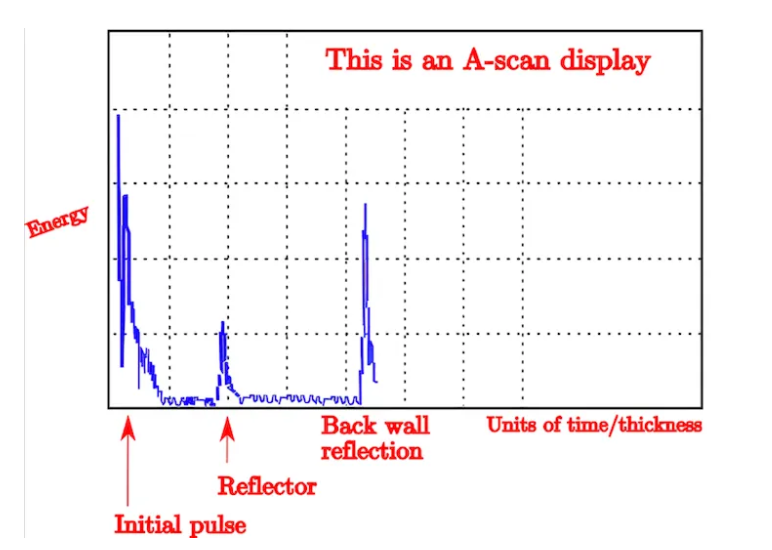 This is an A-scan display
Energy
Back wall
reflection
Units of time/thickness
Reflector
Initial pulse